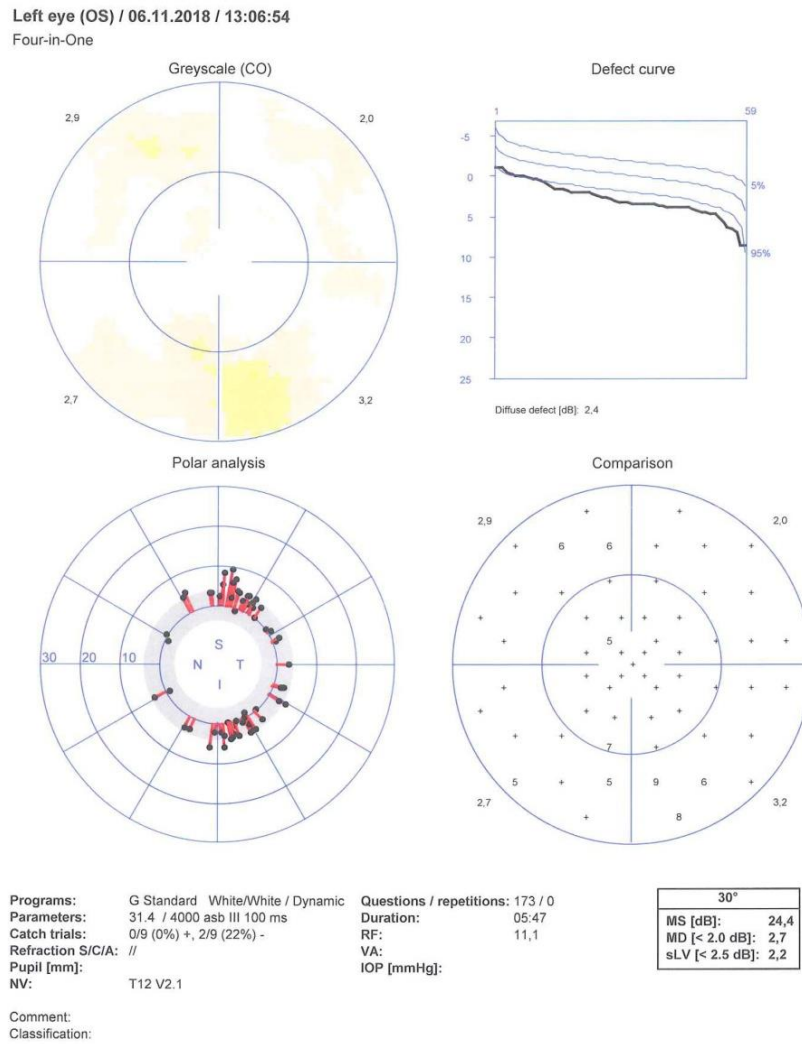 Left eye (OS) / 06.11.2018 / 13:06:54
Four-in-One
Greyscale (CO)
2,9
2,0
2,7
3,2
Defect curve
1
59
-5
0
5
10
15
20
25
5%
95%
Diffuse defect [dB]: 2,4
Polar analysis
30
20
10
S
N
T
I
Comparison
2,9
2,0
+ +
+ 6 6 + + +
+ + + +
+ +
+ + + +
+ 5 + + +
+ + + +
+
+ + + +
+ + + + +
+ + + +
7 +
5 + 5 9 6 +
+ 8
2,7
3,2
Programs: G Standard White/White / Dynamic
Parameters: 31.4 / 4000 asb III 100 ms
Catch trials: 0/9 (0%) +, 2/9 (22%) -
Refraction S/C/A: //
Pupil [mm]:
NV: T12 V2.1
Questions / repetitions: 173 / 0
Duration: 05:47
RF: 11,1
VA:
IOP [mmHg]:
30°
MS [dB]: 24,4
MD [< 2.0 dB]: 2,7
sLV [< 2.5 dB]: 2,2
Comment:
Classification: